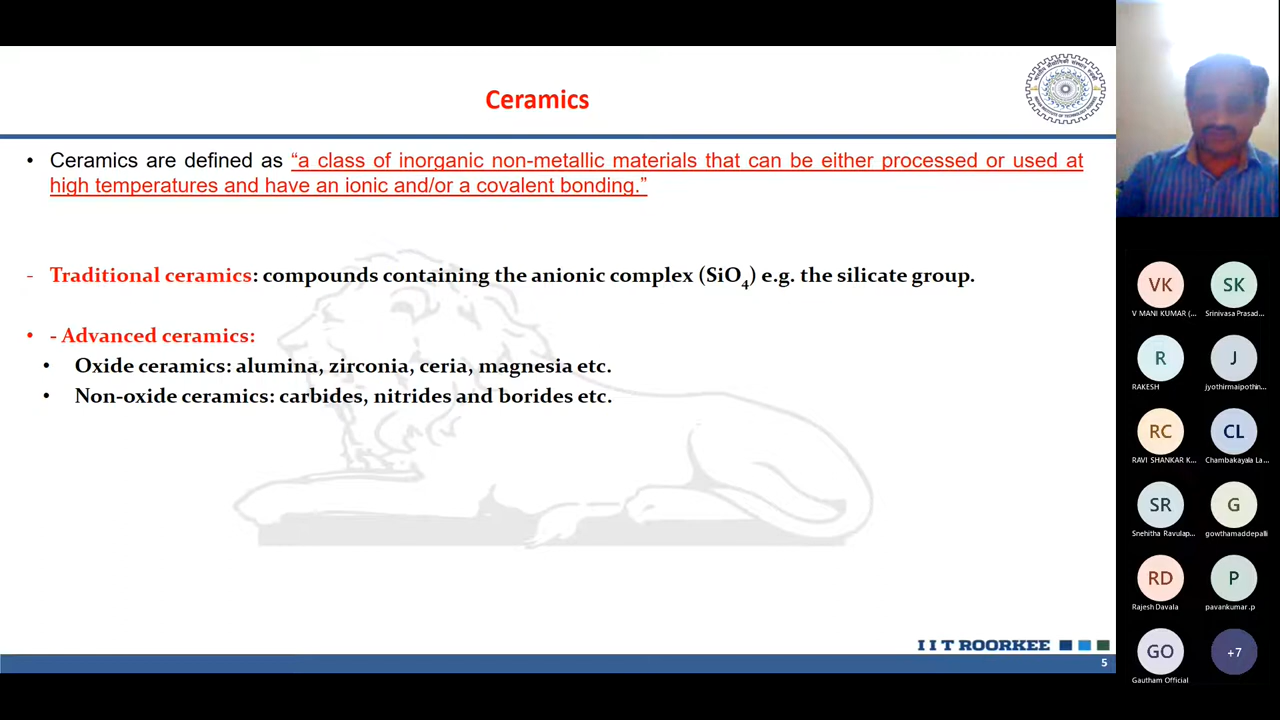 Ceramics
• Ceramics are defined as “a class of inorganic non-metallic materials that can be either processed or used at
high temperatures and have an ionic and/or a covalent bonding.”
- Traditional ceramics: compounds containing the anionic complex (SiO4) e.g. the silicate group.
• - Advanced ceramics:
• Oxide ceramics: alumina, zirconia, ceria, magnesia etc.
• Non-oxide ceramics: carbides, nitrides and borides etc.
IIT ROORKEE
5
VK
V MANI KUMAR (...
SK
Srinivasa Prasad...
R
RAKESH
J
jyothirmaipothin...
RC
RAVI SHANKAR K...
CL
Chambakayala La...
SR
Snehitha Ravulap...
G
gowthamaddepalli
RD
Rajesh Davala
P
pavankumar .p
GO
Gautham Official
+7